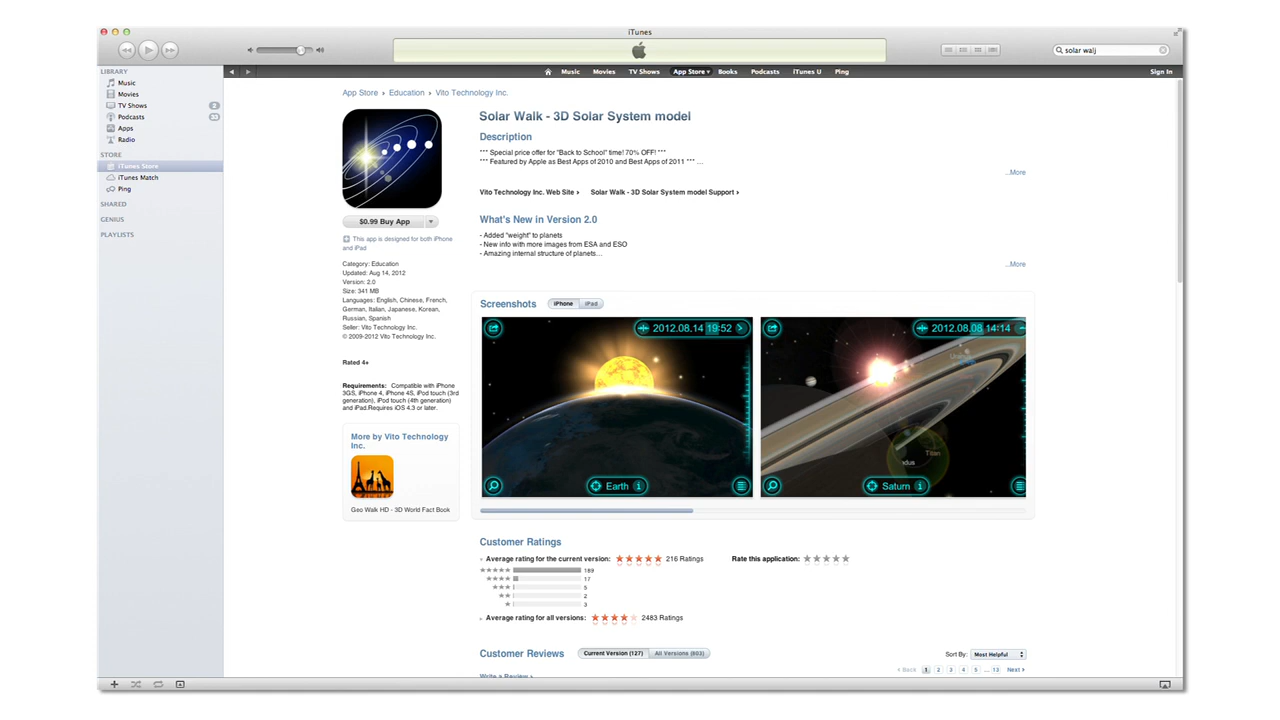 iTunes
solar walj
LIBRARY
Music
Movies
TV Shows
2
Podcasts
33
Apps
Radio
STORE
iTunes Store
iTunes Match
Ping
SHARED
GENIUS
PLAYLISTS
Music Movies TV Shows App Store Books Podcasts iTunes U Ping
Sign In
App Store › Education › Vito Technology Inc.
$0.99 Buy App
This app is designed for both iPhone
and iPad
Category: Education
Updated: Aug 14, 2012
Version: 2.0
Size: 341 MB
Languages: English, Chinese, French,
German, Italian, Japanese, Korean,
Russian, Spanish
Seller: Vito Technology Inc.
© 2009-2012 Vito Technology Inc.
Rated 4+
Requirements: Compatible with iPhone
3GS, iPhone 4, iPhone 4S, iPod touch (3rd
generation), iPod touch (4th generation)
and iPad.Requires iOS 4.3 or later.
More by Vito Technology
Inc.
Geo Walk HD - 3D World Fact Book
Solar Walk - 3D Solar System model
Description
*** Special price offer for "Back to School" time! 70% OFF! ***
*** Featured by Apple as Best Apps of 2010 and Best Apps of 2011 *** ...
...More
Vito Technology Inc. Web Site › Solar Walk - 3D Solar System model Support ›
What's New in Version 2.0
- Added "weight" to planets
- New info with more images from ESA and ESO
- Amazing internal structure of planets...
...More
Screenshots iPhone iPad
2012.08.14 19:52
Earth i
2012.08.08 14:14
Titan
Saturn i
Customer Ratings
Average rating for the current version: 216 Ratings
Rate this application:
189
17
5
2
3
Average rating for all versions: 2483 Ratings
Customer Reviews Current Version (127) All Versions (603)
Sort By: Most Helpful
‹ Back 1 2 3 4 5 ... 13 Next ›
Write a Review ›